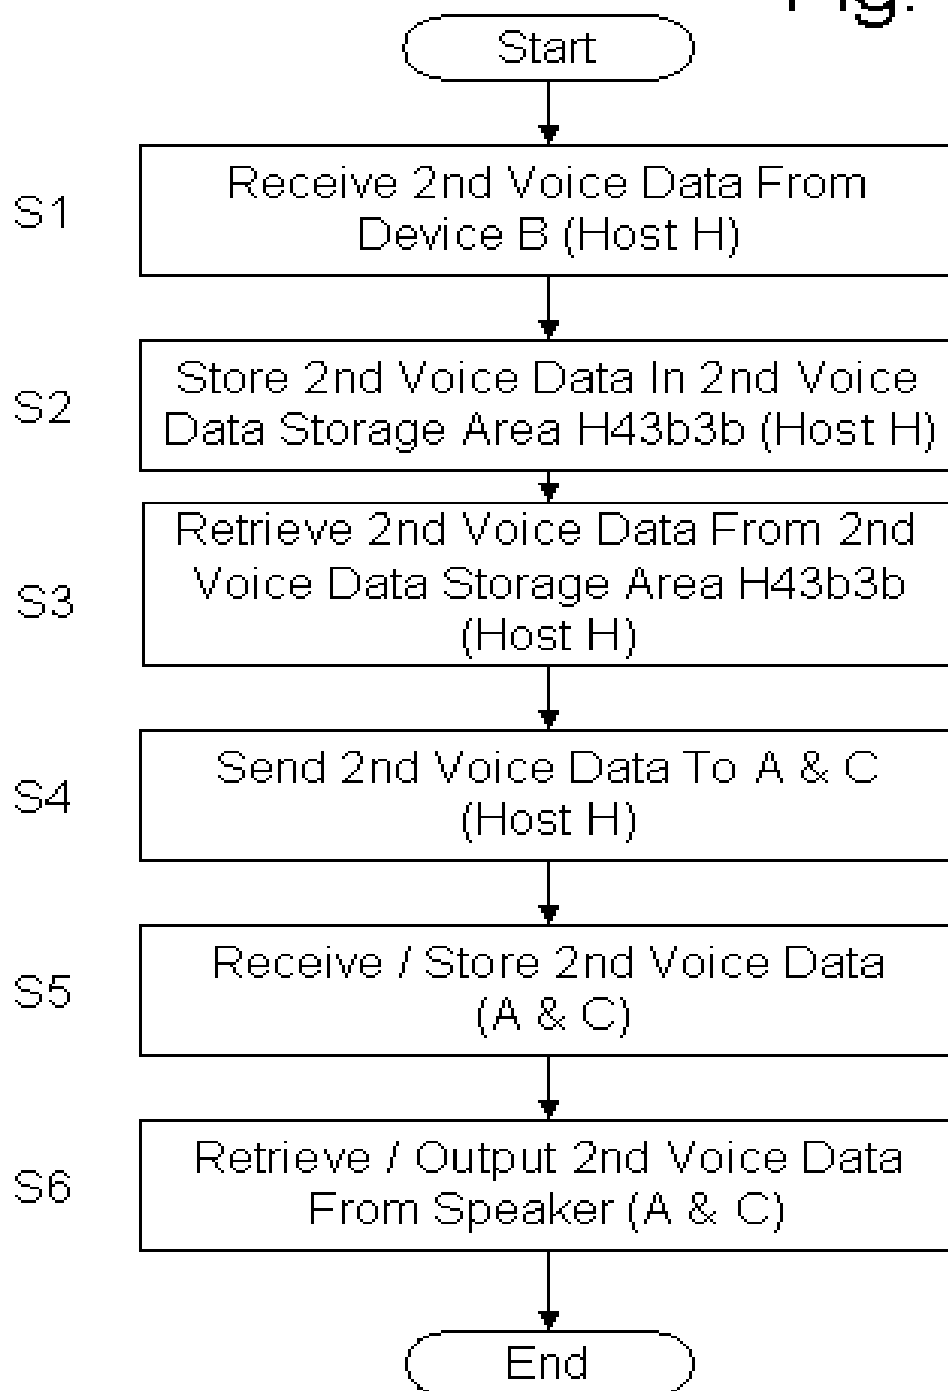 Fig.
Start
S1
Receive 2nd Voice Data From
Device B (Host H)
S2
Store 2nd Voice Data In 2nd Voice
Data Storage Area H43b3b (Host H)
S3
Retrieve 2nd Voice Data From 2nd
Voice Data Storage Area H43b3b
(Host H)
S4
Send 2nd Voice Data To A & C
(Host H)
S5
Receive / Store 2nd Voice Data
(A & C)
S6
Retrieve / Output 2nd Voice Data
From Speaker (A & C)
End